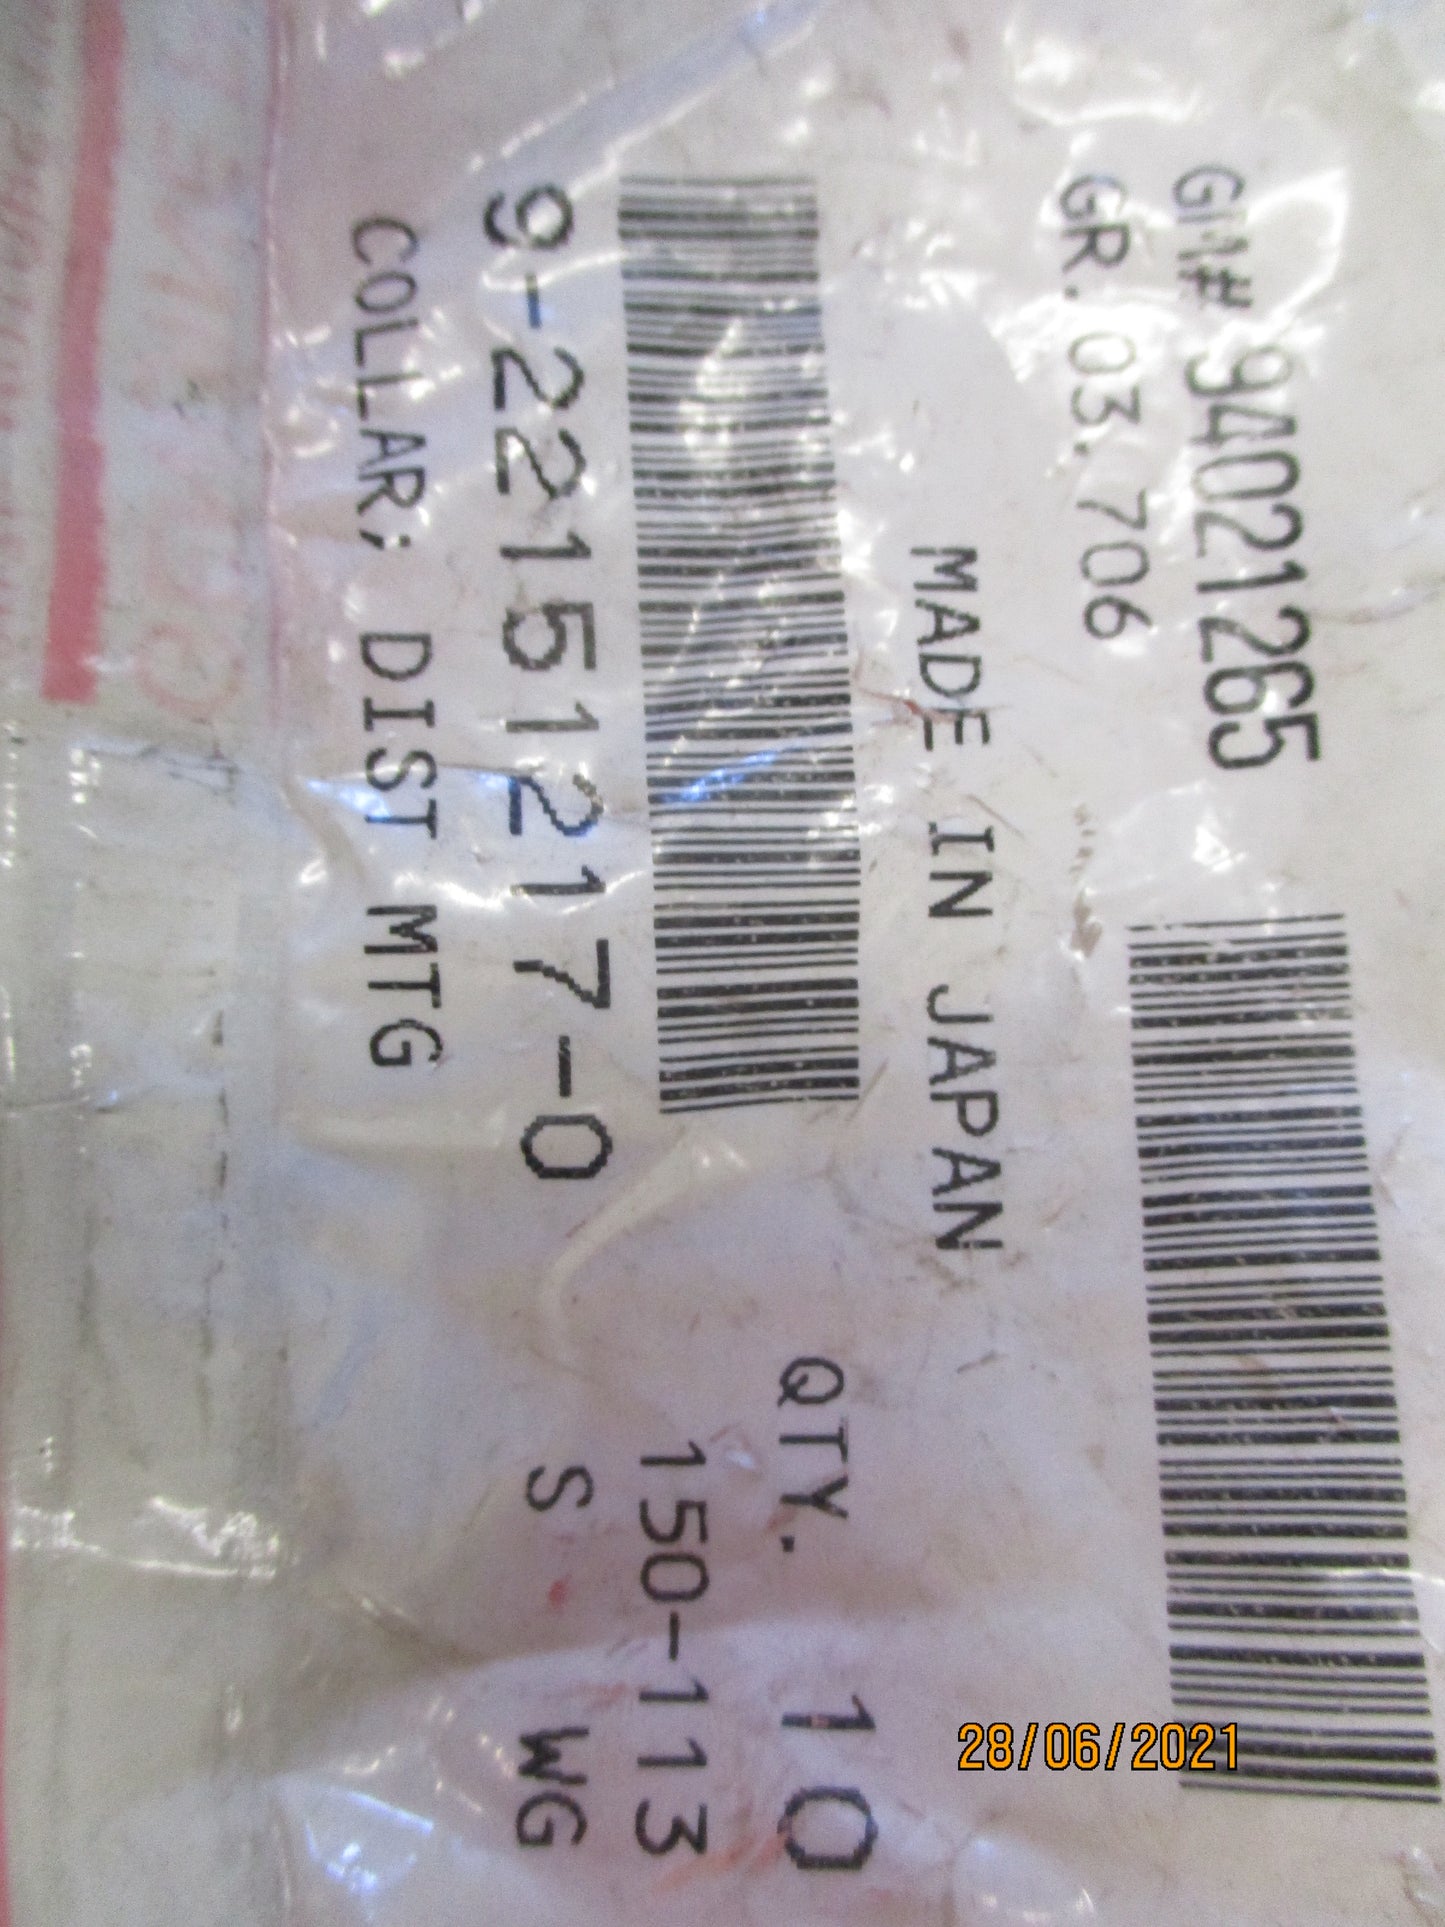 GM# 94021265
GR. 03. 706
MADE IN JAPAN
9-22151217-0
COLLAR; DIST MTG
QTY. 10
150-113
S WG
28/06/2021